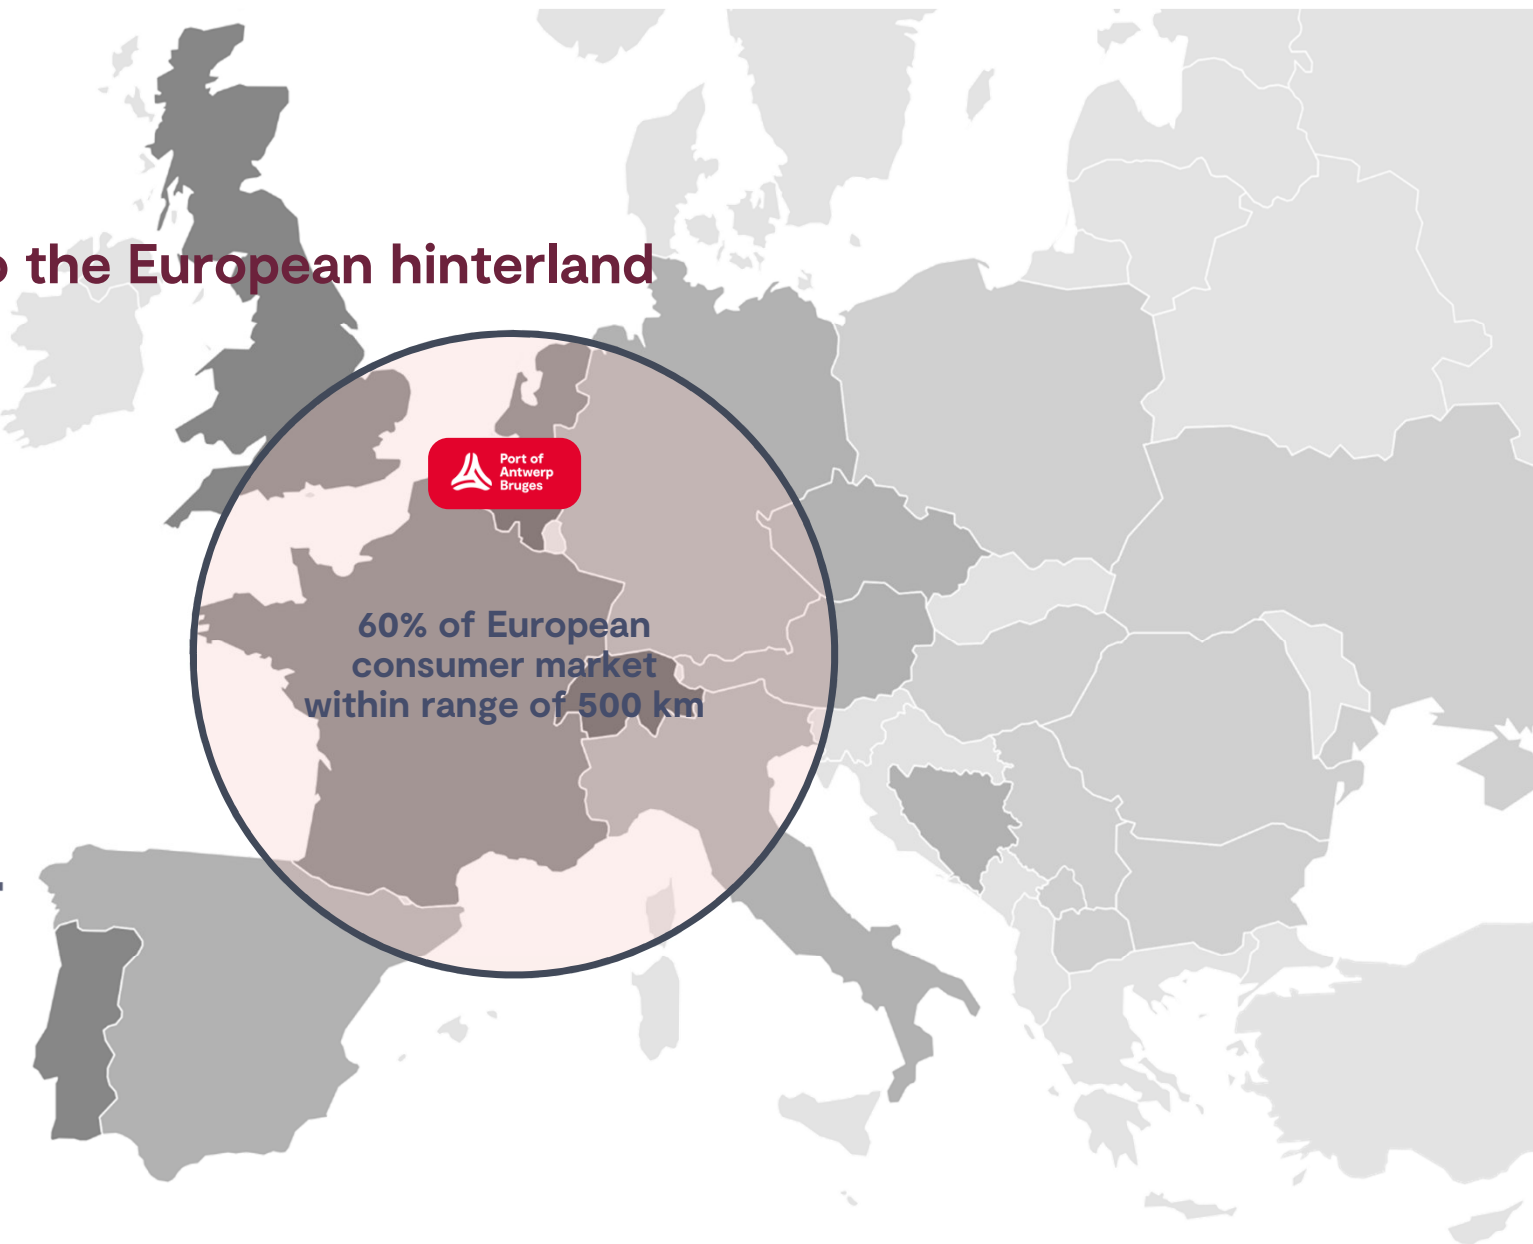 the European hinterland
Port of
Antwerp
Bruges
60% of European
consumer market
within range of 500 km